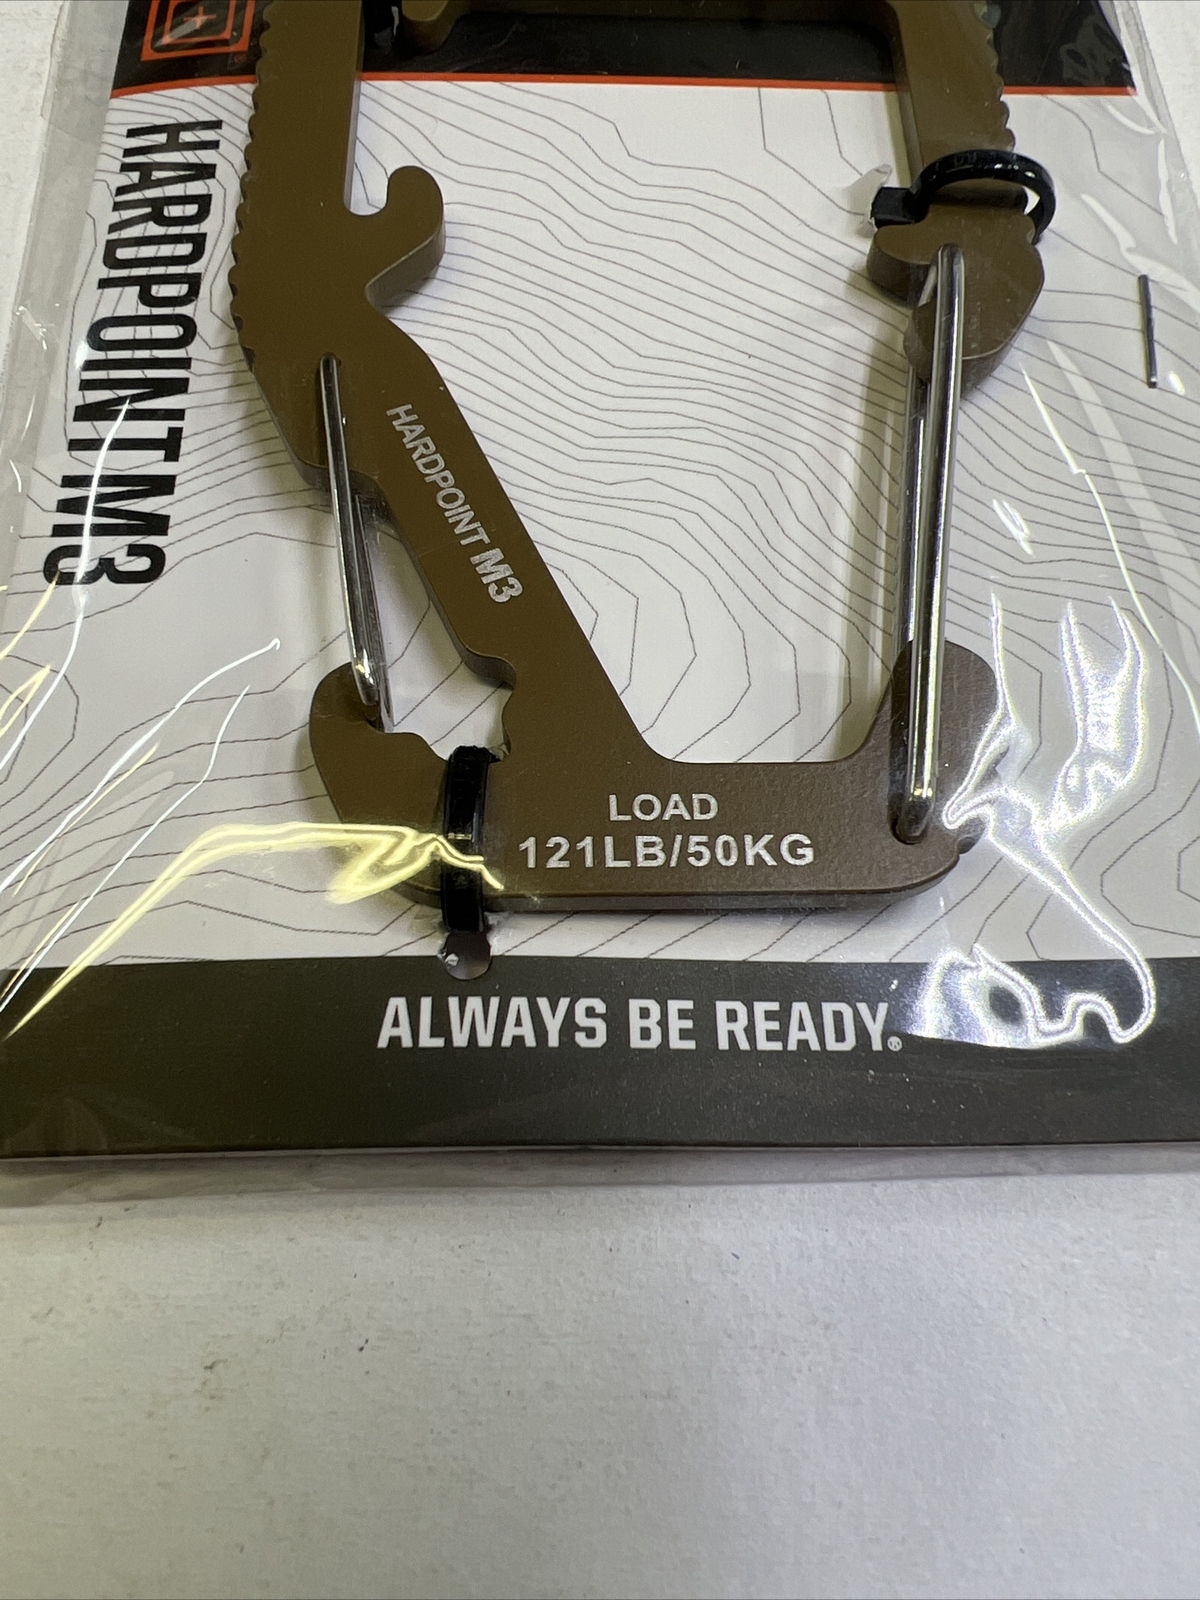 HARDPOINT M3
HARDPOINT M3
LOAD
121LB/50KG
ALWAYS BE READY.®